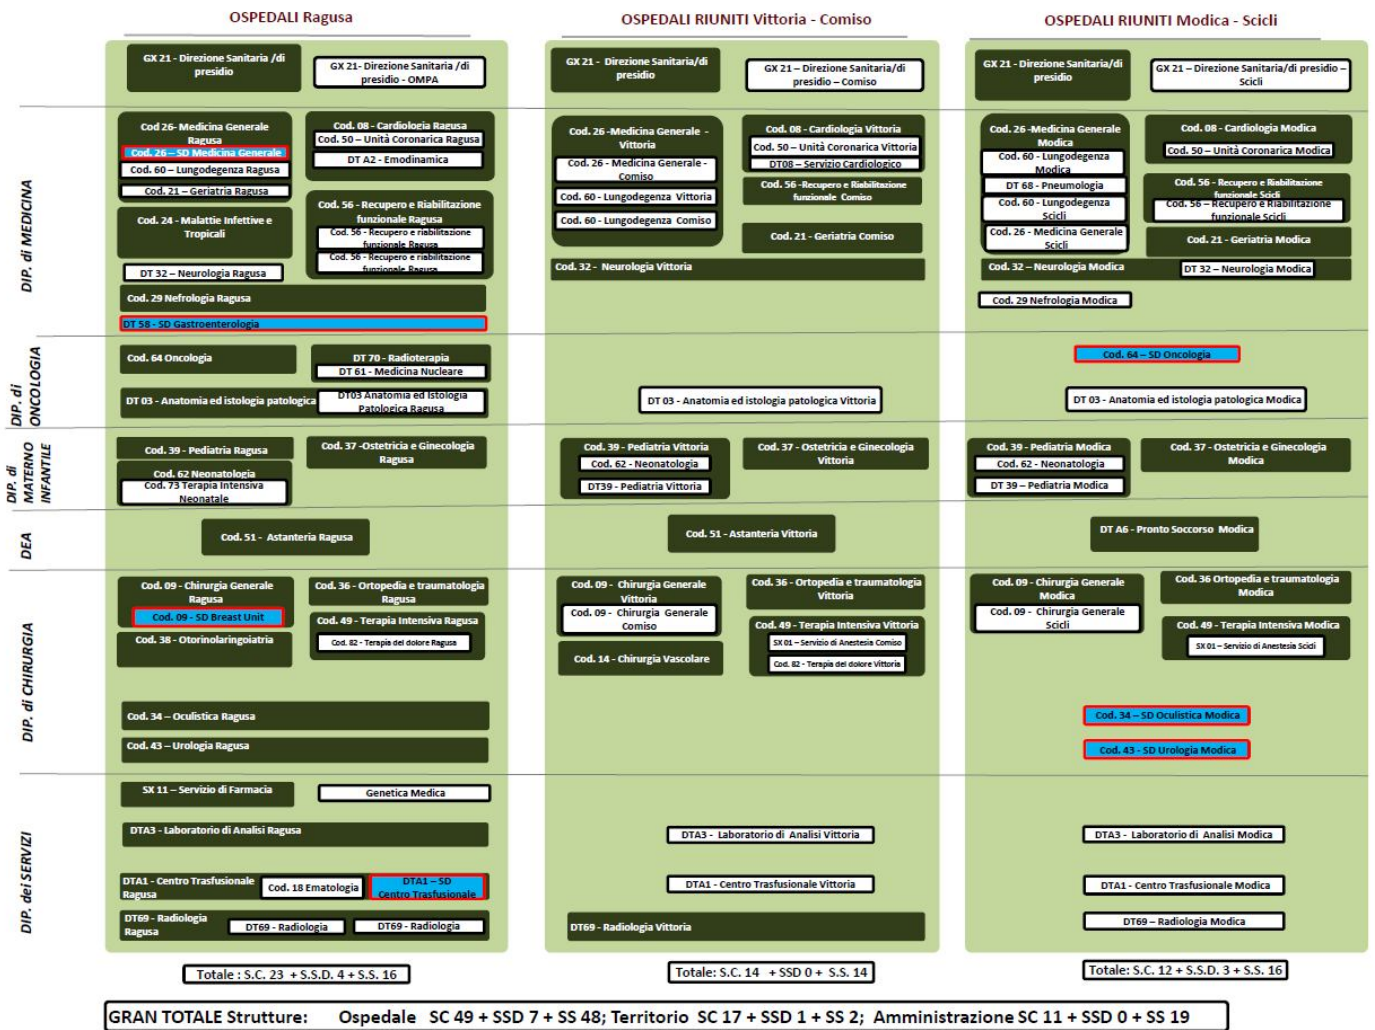 OSPEDALI Ragusa
OSPEDALI RIUNITI Vittoria - Comiso
OSPEDALI RIUNITI Modica - Scicli
GX 21 - Direzione Sanitaria /di
presidio
GX 21- Direzione Sanitaria /di
presidio - OMPA
GX 21 - Direzione Sanitaria/di
presidio
GX 21 – Direzione Sanitaria/di
presidio – Comiso
GX 21 - Direzione Sanitaria/di
presidio
GX 21 – Direzione Sanitaria/di presidio –
Scicli
DIP. di MEDICINA
Cod 26- Medicina Generale
Ragusa
Cod. 26 – SD Medicina Generale
Cod. 60 – Lungodegenza Ragusa
Cod. 21 – Geriatria Ragusa
Cod. 24 - Malattie Infettive e
Tropicali
DT 32 – Neurologia Ragusa
Cod. 08 - Cardiologia Ragusa
Cod. 50 - Unità Coronarica Ragusa
DT A2 - Emodinamica
Cod. 56 - Recupero e Riabilitazione
funzionale Ragusa
Cod. 56 - Recupero e riabilitazione
funzionale Ragusa
Cod. 56 - Recupero e riabilitazione
funzionale Ragusa
Cod. 29 Nefrologia Ragusa
DT 58 - SD Gastroenterologia
Cod. 26 -Medicina Generale -
Vittoria
Cod. 26 - Medicina Generale -
Comiso
Cod. 60 - Lungodegenza Vittoria
Cod. 60 - Lungodegenza Comiso
Cod. 08 - Cardiologia Vittoria
Cod. 50 – Unità Coronarica Vittoria
DT08 – Servizio Cardiologico
Cod. 56 -Recupero e Riabilitazione
funzionale Comiso
Cod. 21 - Geriatria Comiso
Cod. 32 - Neurologia Vittoria
Cod. 26 -Medicina Generale
Modica
Cod. 60 - Lungodegenza
Modica
DT 68 - Pneumologia
Cod. 60 - Lungodegenza
Scicli
Cod. 26 - Medicina Generale
Scicli
Cod. 08 - Cardiologia Modica
Cod. 50 – Unità Coronarica Modica
Cod. 56 - Recupero e Riabilitazione
funzionale Scicli
Cod. 56 – Recupero e Riabilitazione
funzionale Scicli
Cod. 21 - Geriatria Modica
Cod. 32 – Neurologia Modica
DT 32 – Neurologia Modica
Cod. 29 Nefrologia Modica
DIP. di
ONCOLOGIA
Cod. 64 Oncologia
DT 70 - Radioterapia
DT 61 - Medicina Nucleare
DT 03 - Anatomia ed istologia patologica
DT03 Anatomia ed Istologia
Patologica Ragusa
DT 03 - Anatomia ed istologia patologica Vittoria
Cod. 64 – SD Oncologia
DT 03 - Anatomia ed istologia patologica Modica
DIP. di
MATERNO
INFANTILE
Cod. 39 - Pediatria Ragusa
Cod. 62 Neonatologia
Cod. 73 Terapia Intensiva
Neonatale
Cod. 37 -Ostetricia e Ginecologia
Ragusa
Cod. 39 - Pediatria Vittoria
Cod. 62 - Neonatologia
DT39 - Pediatria Vittoria
Cod. 37 - Ostetricia e Ginecologia
Vittoria
Cod. 39 - Pediatria Modica
Cod. 62 - Neonatologia
DT 39 – Pediatria Modica
Cod. 37 - Ostetricia e Ginecologia
Modica
DEA
Cod. 51 - Astanteria Ragusa
Cod. 51 - Astanteria Vittoria
DT A6 - Pronto Soccorso Modica
DIP. di CHIRURGIA
Cod. 09 - Chirurgia Generale
Ragusa
Cod. 09 - SD Breast Unit
Cod. 38 - Otorinolaringoiatria
Cod. 36 - Ortopedia e traumatologia
Ragusa
Cod. 49 - Terapia Intensiva Ragusa
Cod. 82 - Terapia del dolore Ragusa
Cod. 34 – Oculistica Ragusa
Cod. 43 – Urologia Ragusa
Cod. 09 - Chirurgia Generale
Vittoria
Cod. 09 - Chirurgia Generale
Comiso
Cod. 14 - Chirurgia Vascolare
Cod. 36 - Ortopedia e traumatologia
Vittoria
Cod. 49 - Terapia Intensiva Vittoria
SX 01 – Servizio di Anestesia Comiso
Cod. 82 - Terapia del dolore Vittoria
Cod. 09 - Chirurgia Generale
Modica
Cod. 09 - Chirurgia Generale
Scicli
Cod. 36 Ortopedia e traumatologia
Modica
Cod. 49 - Terapia Intensiva Modica
SX 01 – Servizio di Anestesia Scicli
Cod. 34 – SD Oculistica Modica
Cod. 43 - SD Urologia Modica
DIP. dei SERVIZI
SX 11 – Servizio di Farmacia
Genetica Medica
DTA3 - Laboratorio di Analisi Ragusa
DTA1 - Centro Trasfusionale
Ragusa
Cod. 18 Ematologia
DTA1 – SD
Centro Trasfusionale
DT69 - Radiologia
Ragusa
DT69 - Radiologia
DT69 - Radiologia
DTA3 - Laboratorio di Analisi Vittoria
DTA1 - Centro Trasfusionale Vittoria
DT69 - Radiologia Vittoria
DTA3 - Laboratorio di Analisi Modica
DTA1 - Centro Trasfusionale Modica
DT69 – Radiologia Modica
Totale : S.C. 23 + S.S.D. 4 + S.S. 16
Totale: S.C. 14 + SSD 0 + S.S. 14
Totale: S.C. 12 + S.S.D. 3 + S.S. 16
GRAN TOTALE Strutture: Ospedale SC 49 + SSD 7 + SS 48; Territorio SC 17 + SSD 1 + SS 2; Amministrazione SC 11 + SSD 0 + SS 19